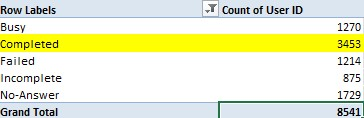 Row Labels Count of User ID
Busy 1270
Completed 3453
Failed 1214
Incomplete 875
No-Answer 1729
Grand Total 8541